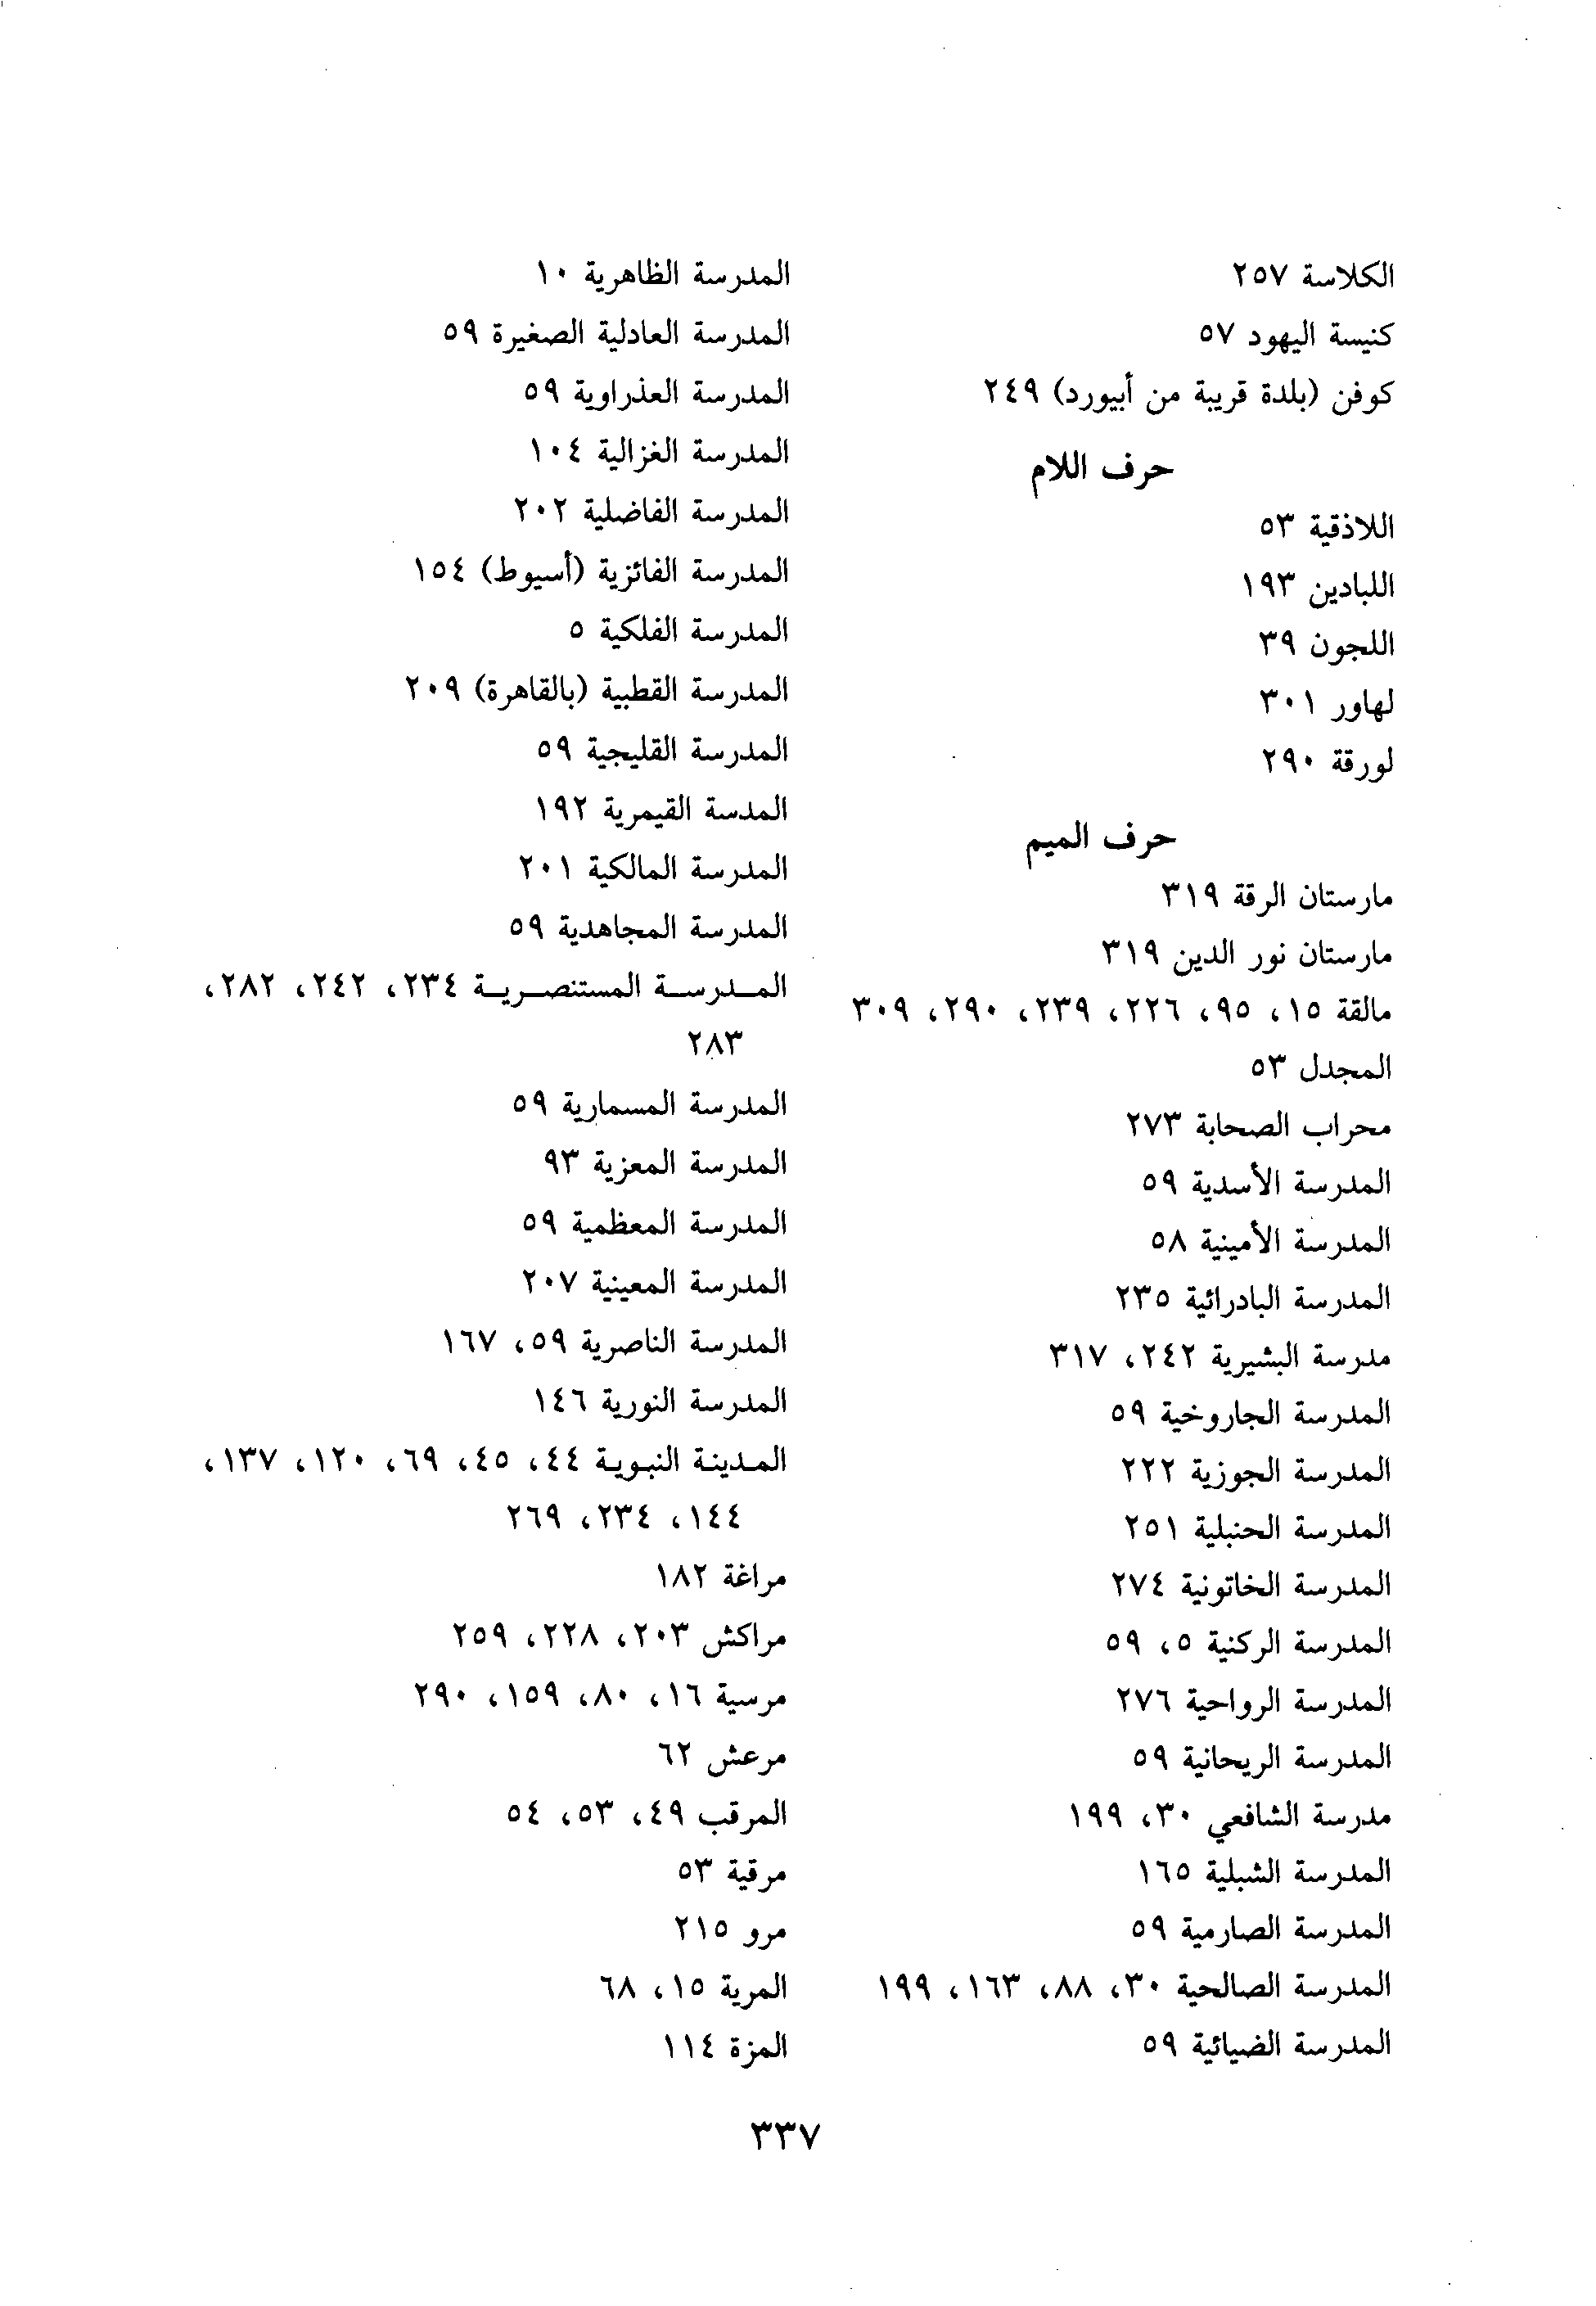 الكلاسة ٢٥٧
كنيسة اليهود ٥٧
كوفن (بلدة قريبة من أبيورد) ٢٤٩
حرف اللام
اللاذقية ٥٣
اللبادين ١٩٣
اللجون ٣٩
لهاور ٣٠١
لورقة ٢٩٠
حرف الميم
مارستان الرقة ٣١٩
مارستان نور الدين ٣١٩
مالقة ١٥، ٩٥، ٢٢٦، ٢٣٩، ٢٩٠، ٣٠٩
المجدل ٥٣
محراب الصحابة ٢٧٣
المدرسة الأسدية ٥٩
المدرسة الأمينية ٥٨
المدرسة البادرائية ٢٣٥
مدرسة البشيرية ٢٤٢، ٣١٧
المدرسة الجاروخية ٥٩
المدرسة الجوزية ٢٢٢
المدرسة الحنبلية ٢٥١
المدرسة الخاتونية ٢٧٤
المدرسة الركنية ٥، ٥٩
المدرسة الرواحية ٢٧٦
المدرسة الريحانية ٥٩
مدرسة الشافعي ٣٠، ١٩٩
المدرسة الشبلية ١٦٥
المدرسة الصارمية ٥٩
المدرسة الصالحية ٣٠، ٨٨، ١٦٣، ١٩٩
المدرسة الضيائية ٥٩
المدرسة الظاهرية ١٠
المدرسة العادلية الصغيرة ٥٩
المدرسة العذراوية ٥٩
المدرسة الغزالية ١٠٤
المدرسة الفاضلية ٢٠٢
المدرسة الفائزية (أسيوط) ١٥٤
المدرسة الفلكية ٥
المدرسة القطبية (بالقاهرة) ٢٠٩
المدرسة القليجية ٥٩
المدسة القيمرية ١٩٢
المدرسة المالكية ٢٠١
المدرسة المجاهدية ٥٩
المـدرسـة المستنصـريـة ٢٣٤، ٢٤٢، ٢٨٢،
٢٨٣
المدرسة المسمارية ٥٩
المدرسة المعزية ٩٣
المدرسة المعظمية ٥٩
المدرسة المعينية ٢٠٧
المدرسة الناصرية ٥٩، ١٦٧
المدرسة النورية ١٤٦
المـدينـة النبـويـة ٤٤، ٤٥، ٦٩، ١٢٠، ١٣٧،
١٤٤، ٢٣٤، ٢٦٩
مراغة ١٨٢
مراكش ٢٠٣، ٢٢٨، ٢٥٩
مرسية ١٦، ٨٠، ١٥٩، ٢٩٠
مرعش ٦٢
المرقب ٤٩، ٥٣، ٥٤
مرقية ٥٣
مرو ٢١٥
المرية ١٥، ٦٨
المزة ١١٤
٣٣٧